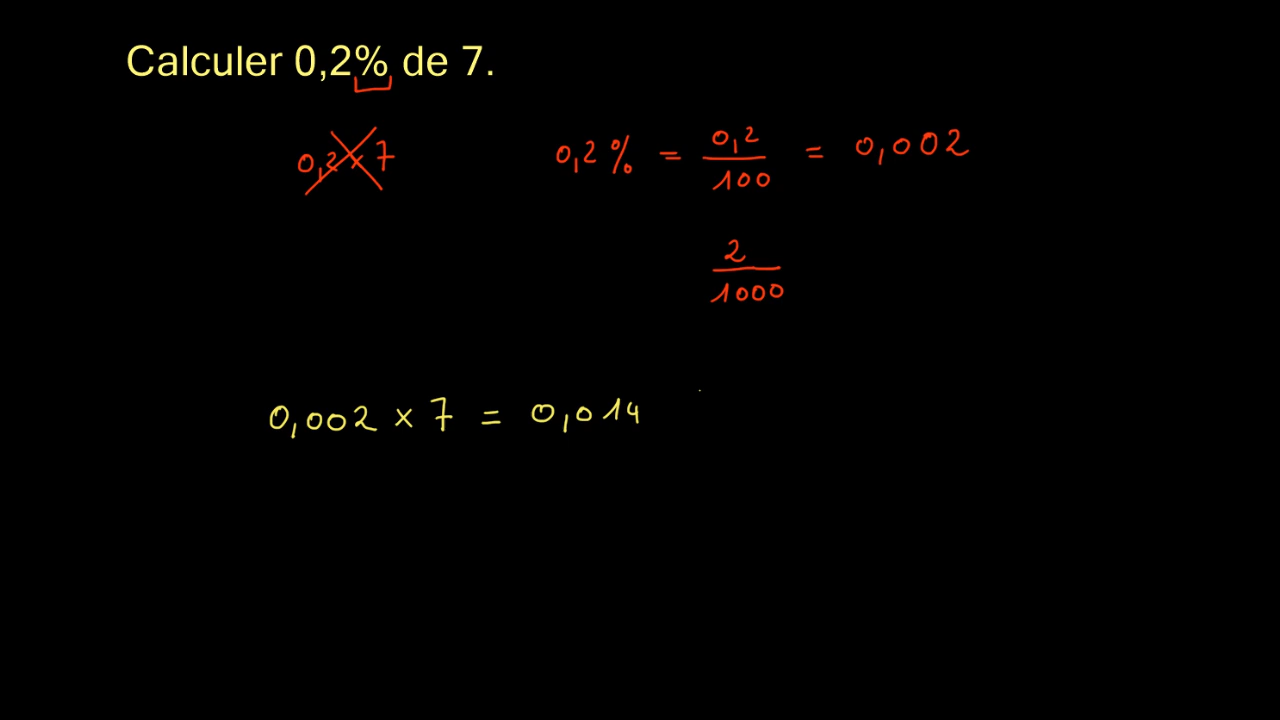 Calculer 0,2% de 7.
0,2 x 7
0,2% = 0,2/100 = 0,002
2/1000
0,002 x 7 = 0,014